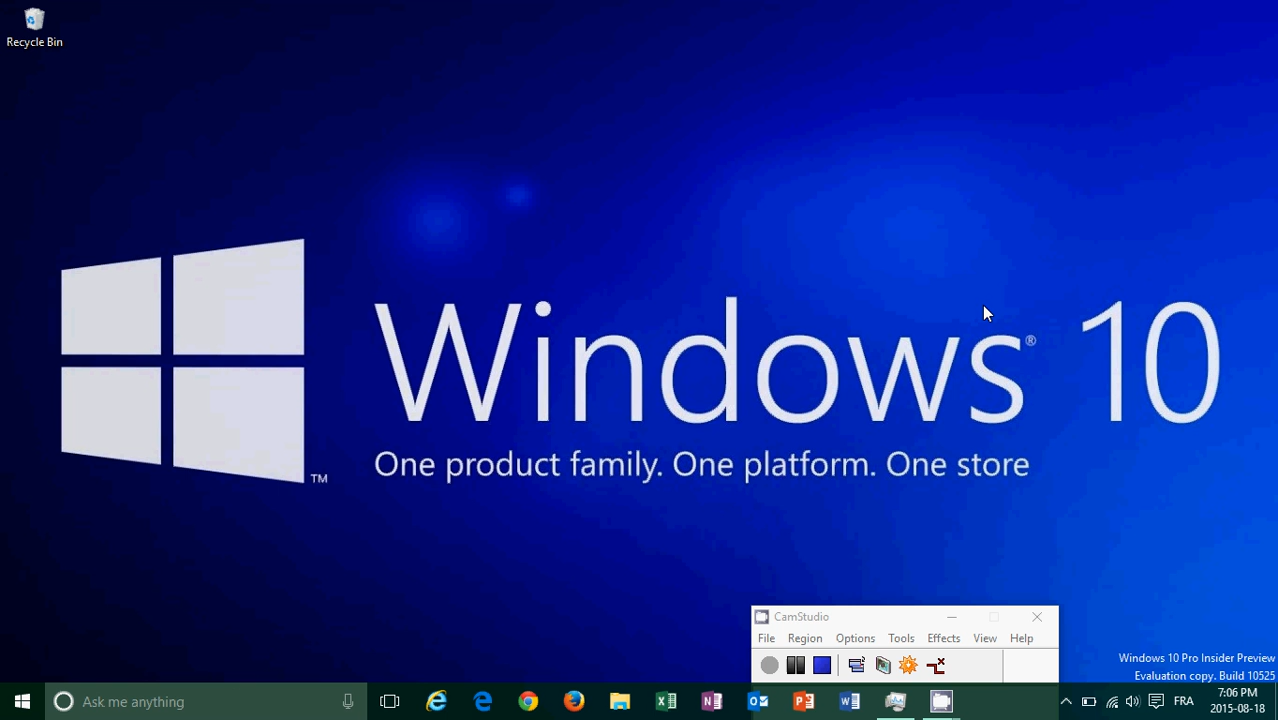 Recycle Bin
Windows® 10
™
One product family. One platform. One store
CamStudio
File Region Options Tools Effects View Help
Windows 10 Pro Insider Preview
Evaluation copy. Build 10525
Ask me anything
FRA
7:06 PM
2015-08-18